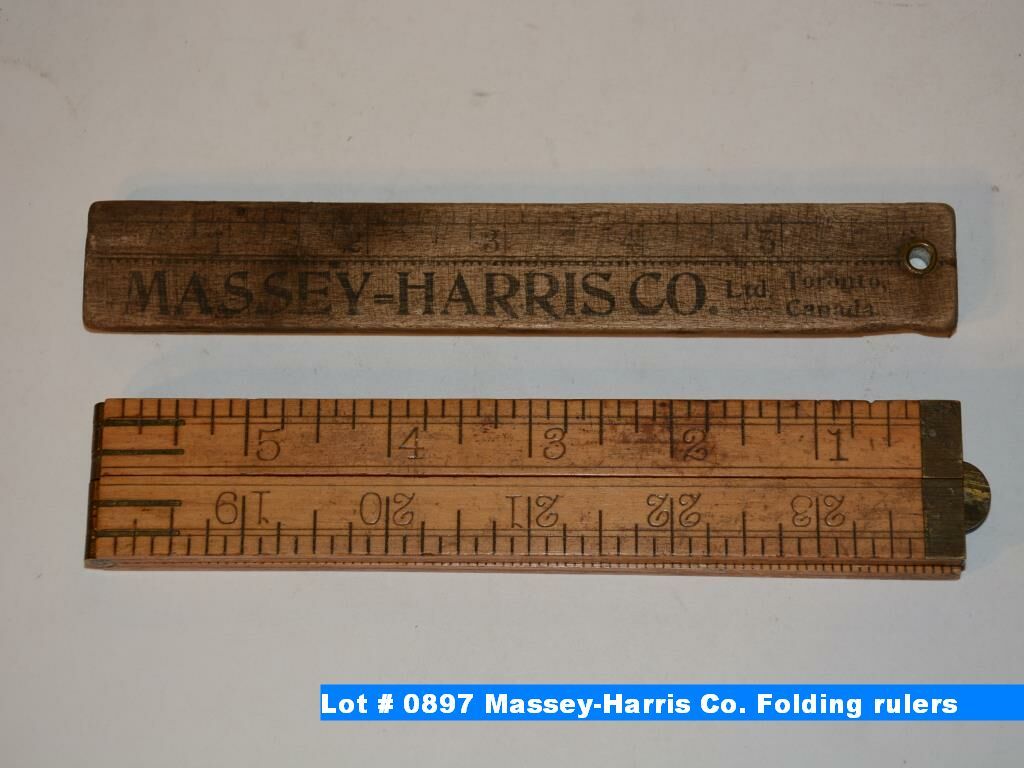 1 2 3 4 5
MASSEY-HARRIS CO. Ltd. Toronto,
Canada.
5 4 3 2 1
19 20 21 22 23
Lot # 0897 Massey-Harris Co. Folding rulers